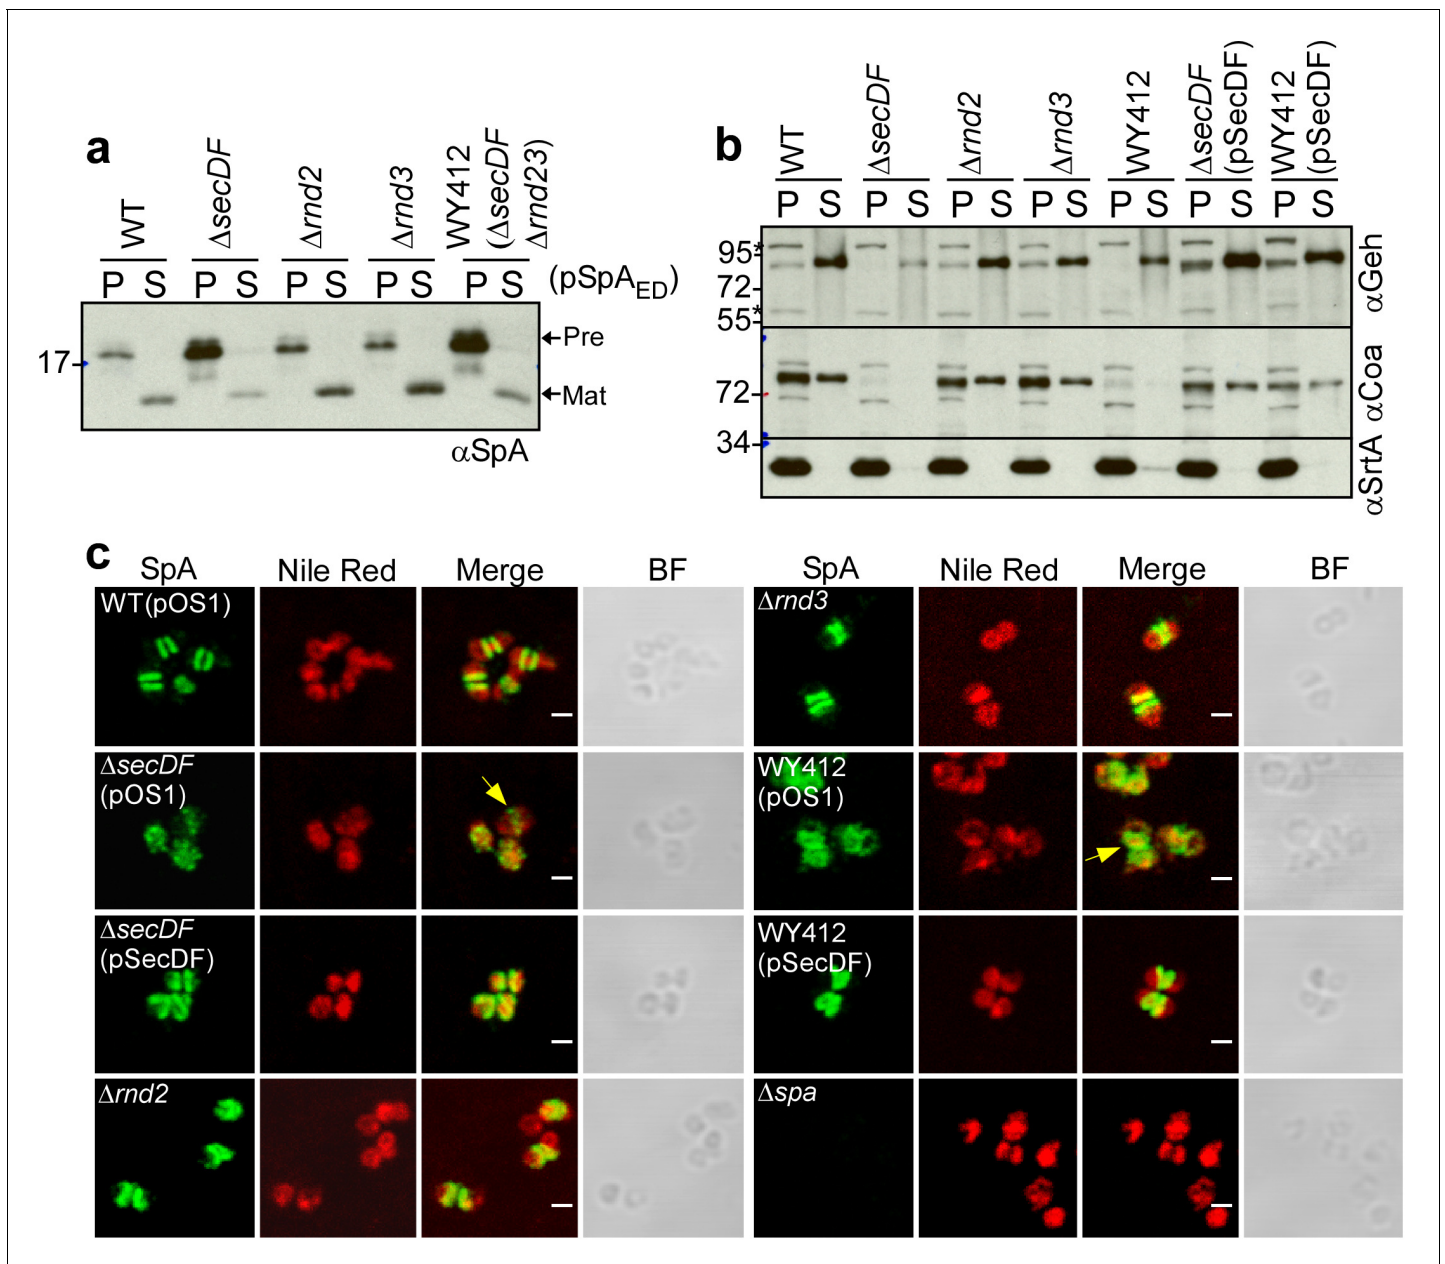 a
WT
ΔsecDF
Δrnd2
Δrnd3
WY412
(ΔsecDF
Δrnd23)
P S P S P S P S P S (pSpAED)
17
Pre
Mat
αSpA
b
WT
ΔsecDF
Δrnd2
Δrnd3
WY412
ΔsecDF
(pSecDF)
WY412
(pSecDF)
P S P S P S P S P S P S P S
95*
72
55*
αGeh
72
αCoa
34
αSrtA
c
SpA Nile Red Merge BF SpA Nile Red Merge BF
WT(pOS1)
Δrnd3
ΔsecDF
(pOS1)
WY412
(pOS1)
ΔsecDF
(pSecDF)
WY412
(pSecDF)
Δrnd2
Δspa